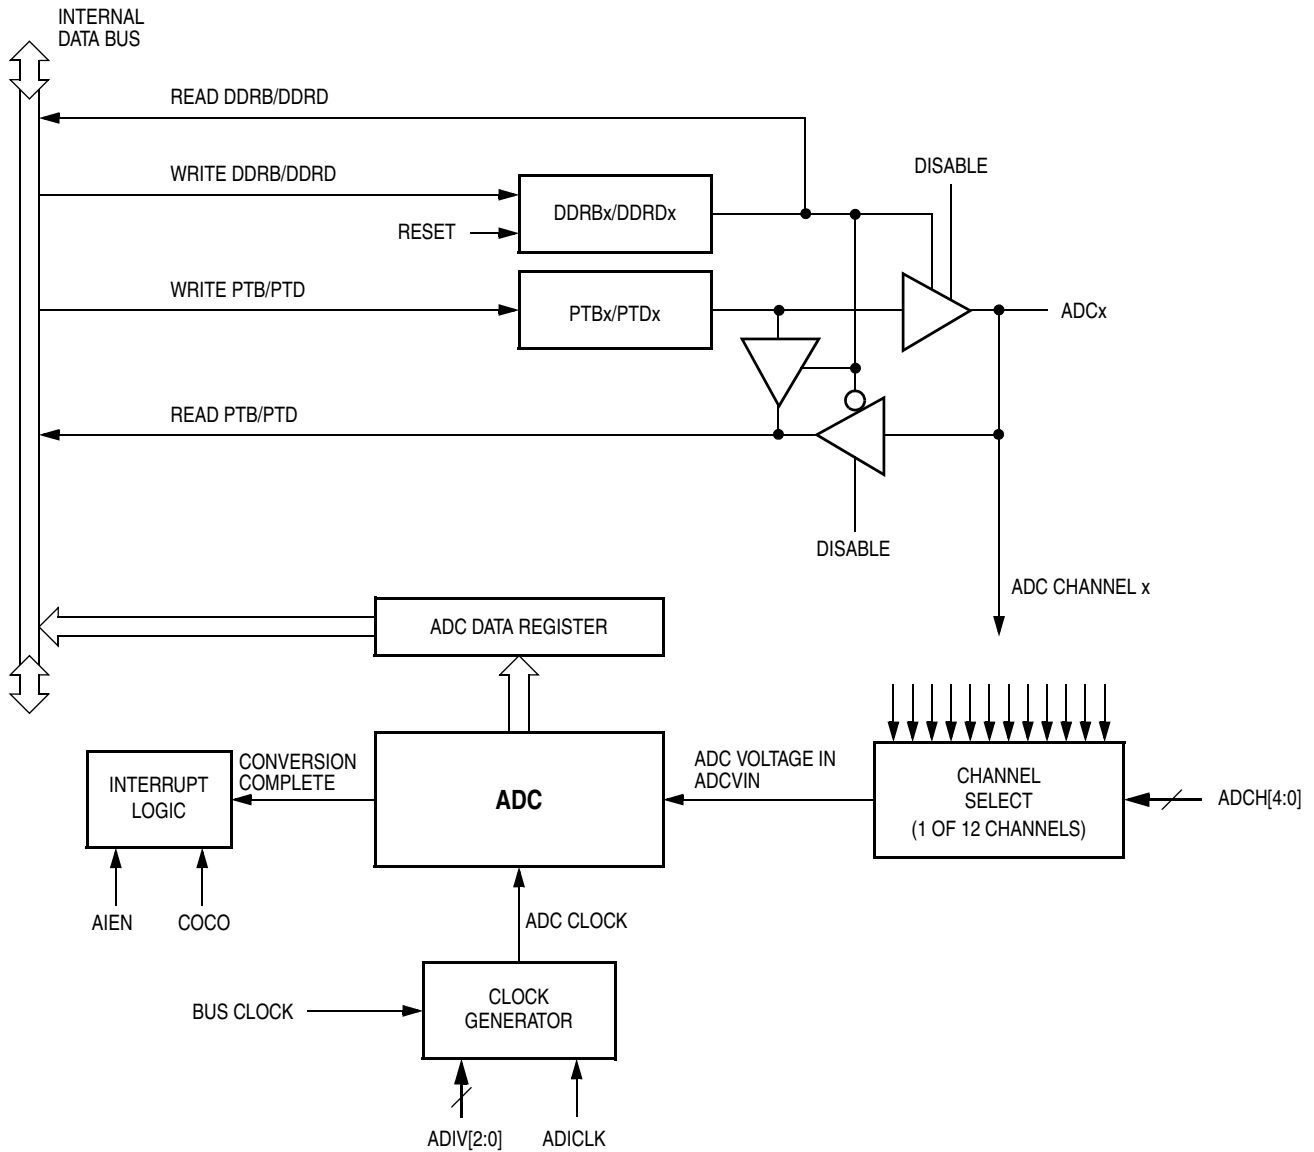 INTERNAL
DATA BUS
READ DDRB/DDRD
WRITE DDRB/DDRD
DISABLE
DDRBx/DDRDx
RESET
WRITE PTB/PTD
PTBx/PTDx
ADCx
READ PTB/PTD
DISABLE
ADC CHANNEL x
ADC DATA REGISTER
INTERRUPT
LOGIC
CONVERSION
COMPLETE
ADC
ADC VOLTAGE IN
ADCVIN
CHANNEL
SELECT
(1 OF 12 CHANNELS)
ADCH[4:0]
AIEN
COCO
ADC CLOCK
BUS CLOCK
CLOCK
GENERATOR
ADIV[2:0]
ADICLK